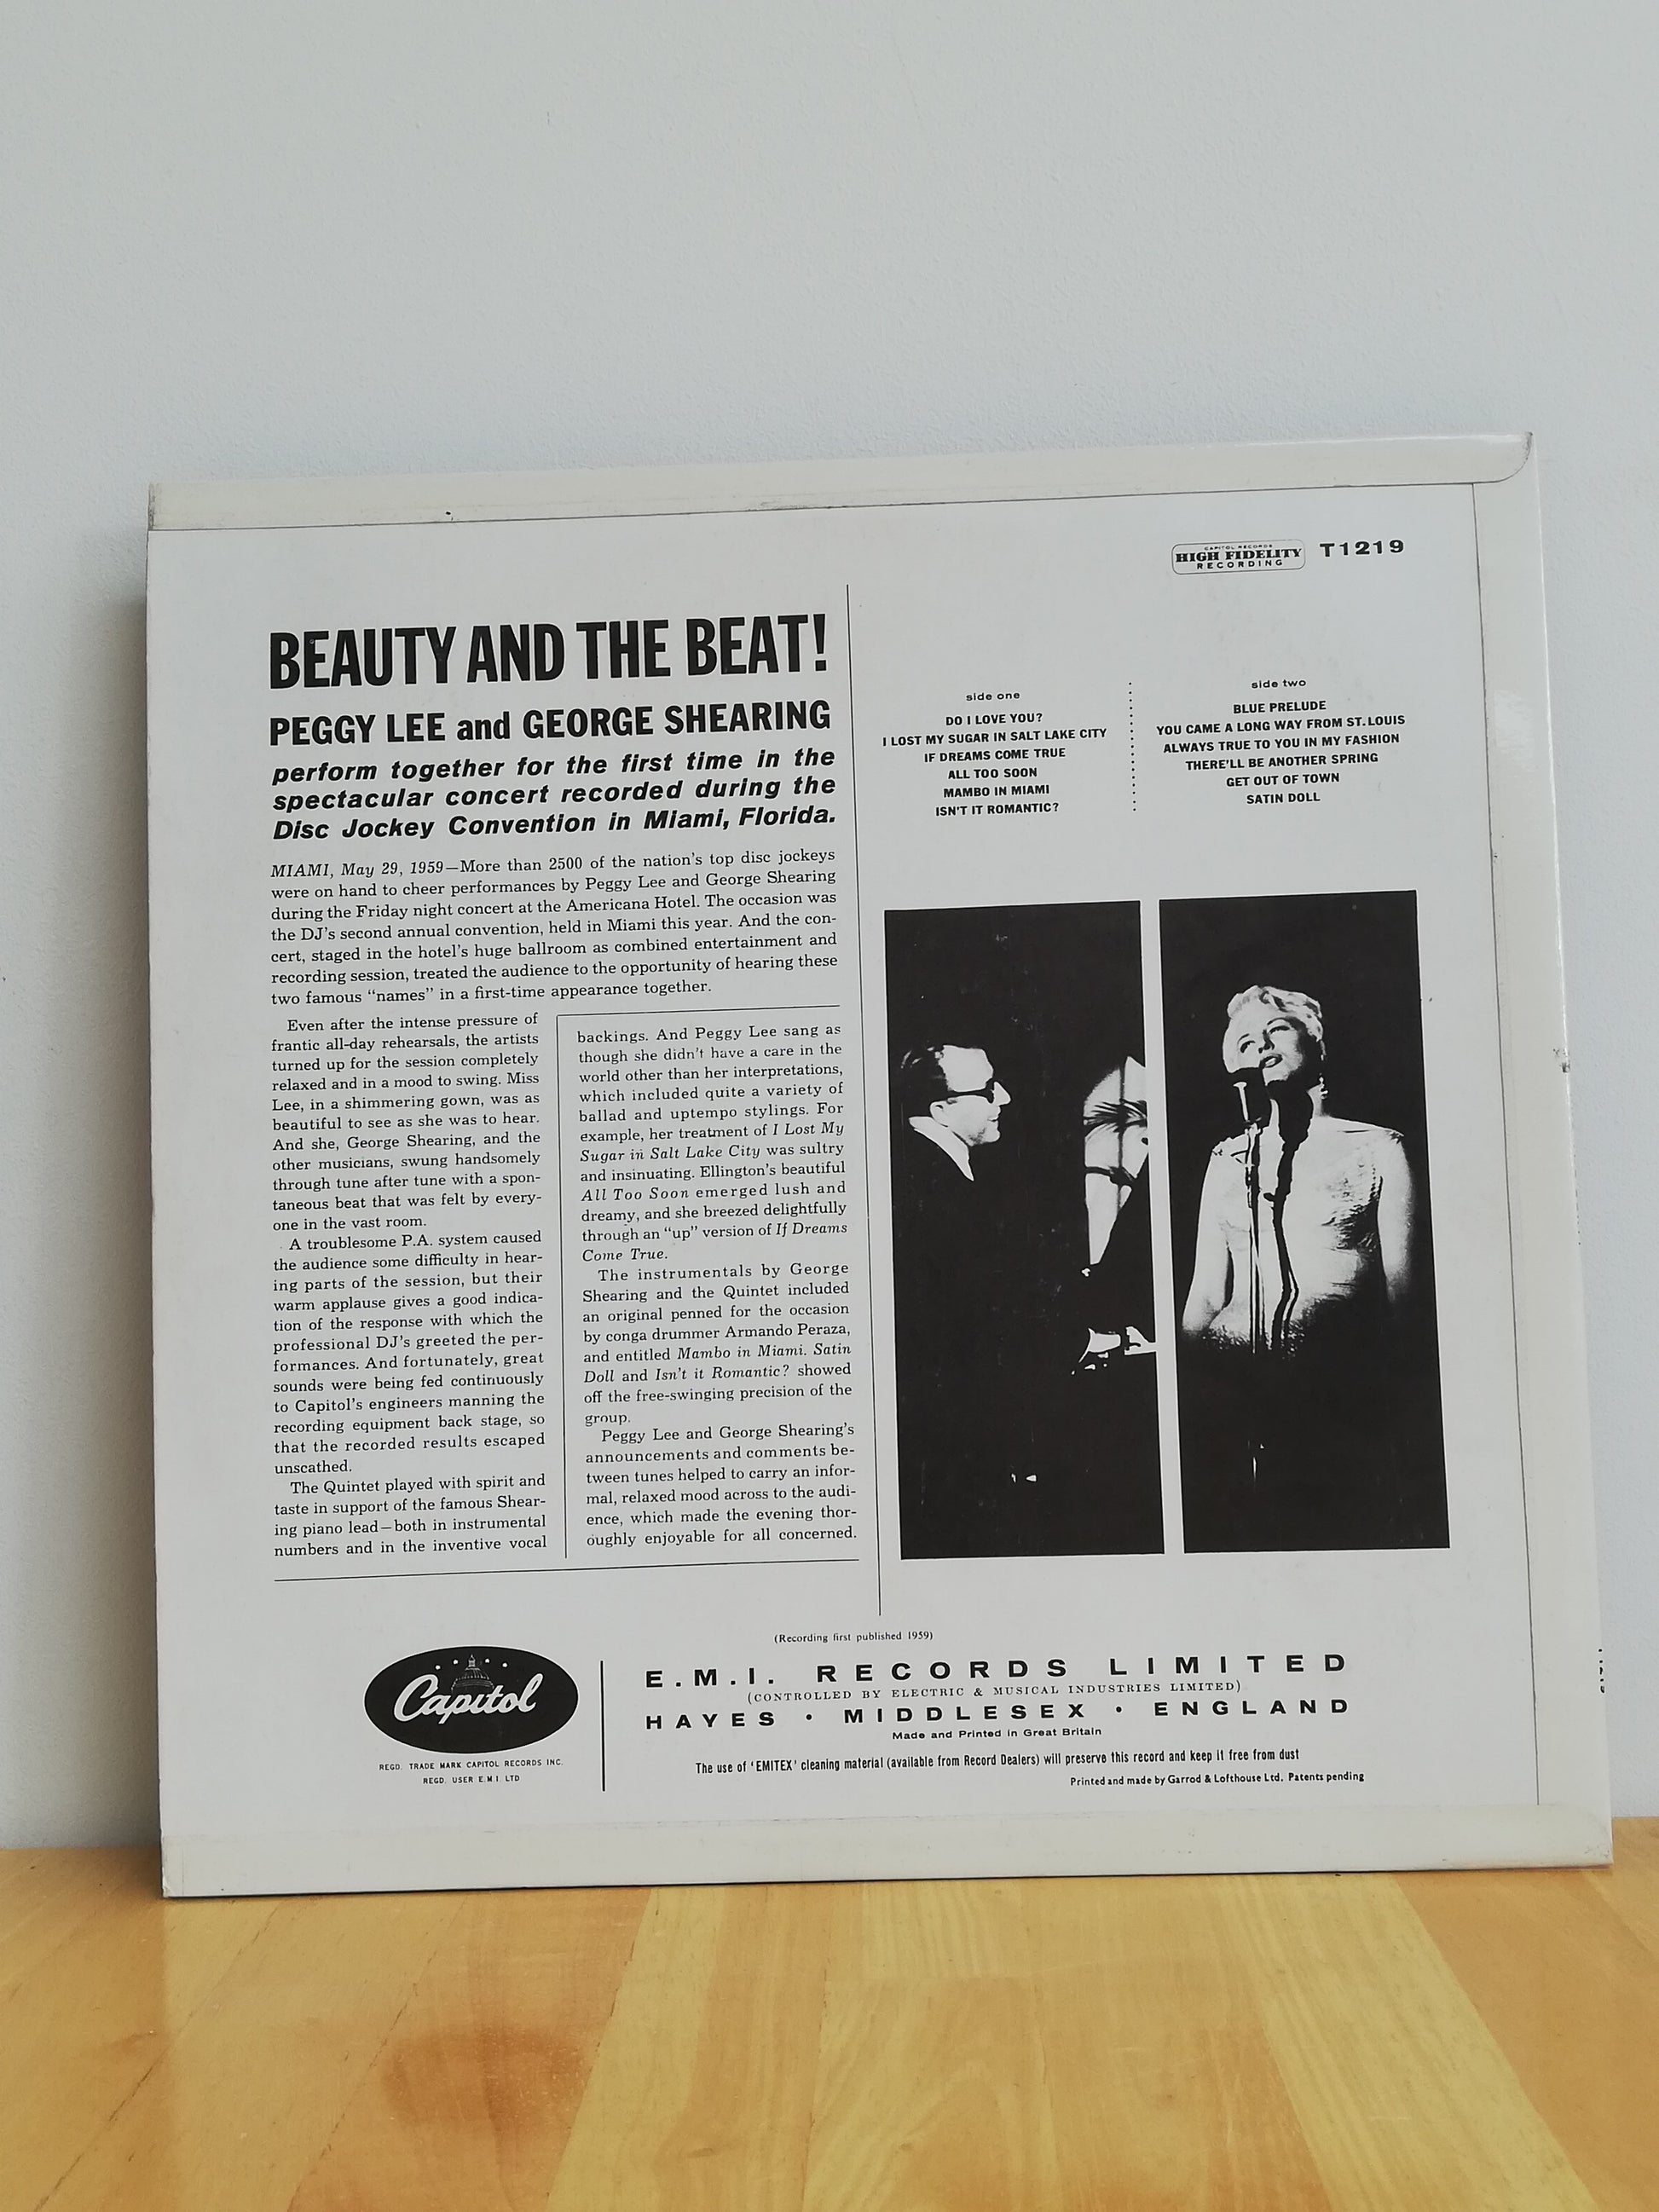 CAPITOL RECORDS
HIGH FIDELITY
RECORDING
T1219
BEAUTY AND THE BEAT!
PEGGY LEE and GEORGE SHEARING
perform together for the first time in the
spectacular concert recorded during the
Disc Jockey Convention in Miami, Florida.
MIAMI, May 29, 1959—More than 2500 of the nation's top disc jockeys
were on hand to cheer performances by Peggy Lee and George Shearing
during the Friday night concert at the Americana Hotel. The occasion was
the DJ's second annual convention, held in Miami this year. And the con-
cert, staged in the hotel's huge ballroom as combined entertainment and
recording session, treated the audience to the opportunity of hearing these
two famous “names” in a first-time appearance together.
Even after the intense pressure of
frantic all-day rehearsals, the artists
turned up for the session completely
relaxed and in a mood to swing. Miss
Lee, in a shimmering gown, was as
beautiful to see as she was to hear.
And she, George Shearing, and the
other musicians, swung handsomely
through tune after tune with a spon-
taneous beat that was felt by every-
one in the vast room.
A troublesome P.A. system caused
the audience some difficulty in hear-
ing parts of the session, but their
warm applause gives a good indica-
tion of the response with which the
professional DJ's greeted the per-
formances. And fortunately, great
sounds were being fed continuously
to Capitol's engineers manning the
recording equipment back stage, so
that the recorded results escaped
unscathed.
The Quintet played with spirit and
taste in support of the famous Shear-
ing piano lead—both in instrumental
numbers and in the inventive vocal
backings. And Peggy Lee sang as
though she didn't have a care in the
world other than her interpretations,
which included quite a variety of
ballad and uptempo stylings. For
example, her treatment of I Lost My
Sugar in Salt Lake City was sultry
and insinuating. Ellington's beautiful
All Too Soon emerged lush and
dreamy, and she breezed delightfully
through an “up” version of If Dreams
Come True.
The instrumentals by George
Shearing and the Quintet included
an original penned for the occasion
by conga drummer Armando Peraza,
and entitled Mambo in Miami. Satin
Doll and Isn't it Romantic? showed
off the free-swinging precision of the
group.
Peggy Lee and George Shearing's
announcements and comments be-
tween tunes helped to carry an infor-
mal, relaxed mood across to the audi-
ence, which made the evening thor-
oughly enjoyable for all concerned.
side one
DO I LOVE YOU?
I LOST MY SUGAR IN SALT LAKE CITY
IF DREAMS COME TRUE
ALL TOO SOON
MAMBO IN MIAMI
ISN'T IT ROMANTIC?
side two
BLUE PRELUDE
YOU CAME A LONG WAY FROM ST. LOUIS
ALWAYS TRUE TO YOU IN MY FASHION
THERE'LL BE ANOTHER SPRING
GET OUT OF TOWN
SATIN DOLL
(Recording first published 1959)
Capitol
REGD. TRADE MARK CAPITOL RECORDS INC.
REGD. USER E.M.I. LTD
E.M.I. RECORDS LIMITED
(CONTROLLED BY ELECTRIC & MUSICAL INDUSTRIES LIMITED)
HAYES • MIDDLESEX • ENGLAND
Made and Printed in Great Britain
The use of ‘EMITEX’ cleaning material (available from Record Dealers) will preserve this record and keep it free from dust
Printed and made by Garrod & Lofthouse Ltd. Patents pending